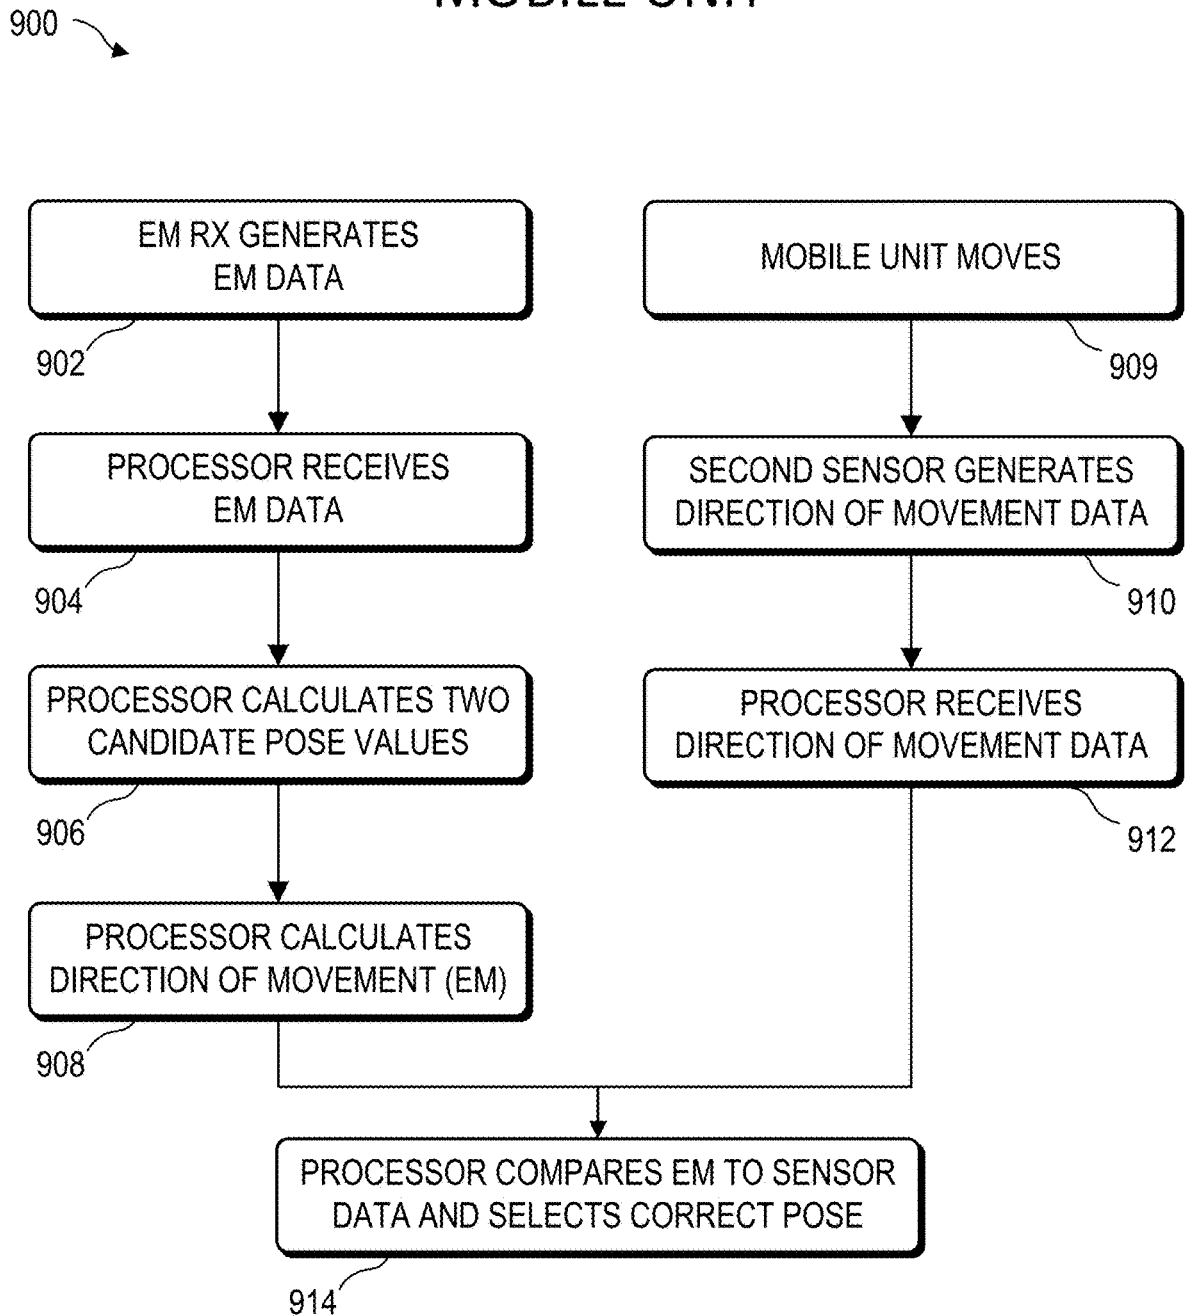 MOBILE UNIT
900
EM RX GENERATES
EM DATA
902
MOBILE UNIT MOVES
909
PROCESSOR RECEIVES
EM DATA
904
SECOND SENSOR GENERATES
DIRECTION OF MOVEMENT DATA
910
PROCESSOR CALCULATES TWO
CANDIDATE POSE VALUES
906
PROCESSOR RECEIVES
DIRECTION OF MOVEMENT DATA
912
PROCESSOR CALCULATES
DIRECTION OF MOVEMENT (EM)
908
PROCESSOR COMPARES EM TO SENSOR
DATA AND SELECTS CORRECT POSE
914